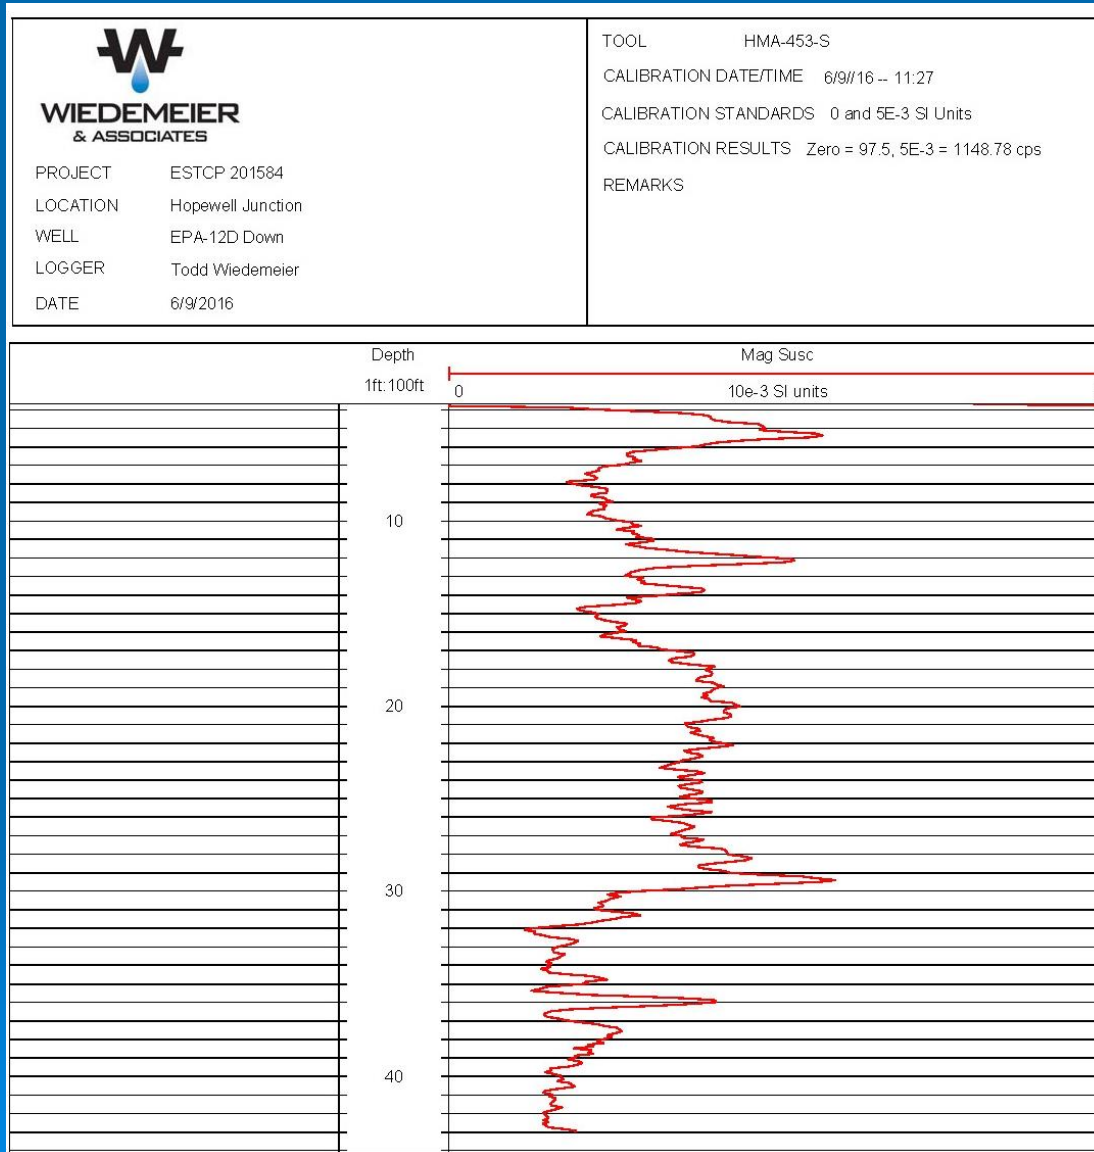 WIEDEMEIER
& ASSOCIATES
PROJECT ESTCP 201584
LOCATION Hopewell Junction
WELL EPA-12D Down
LOGGER Todd Wiedemeier
DATE 6/9/2016
TOOL HMA-453-S
CALIBRATION DATE/TIME 6/9//16 -- 11:27
CALIBRATION STANDARDS 0 and 5E-3 SI Units
CALIBRATION RESULTS Zero = 97.5, 5E-3 = 1148.78 cps
REMARKS
Depth Mag Susc
1ft:100ft 0 10e-3 SI units
10
20
30
40